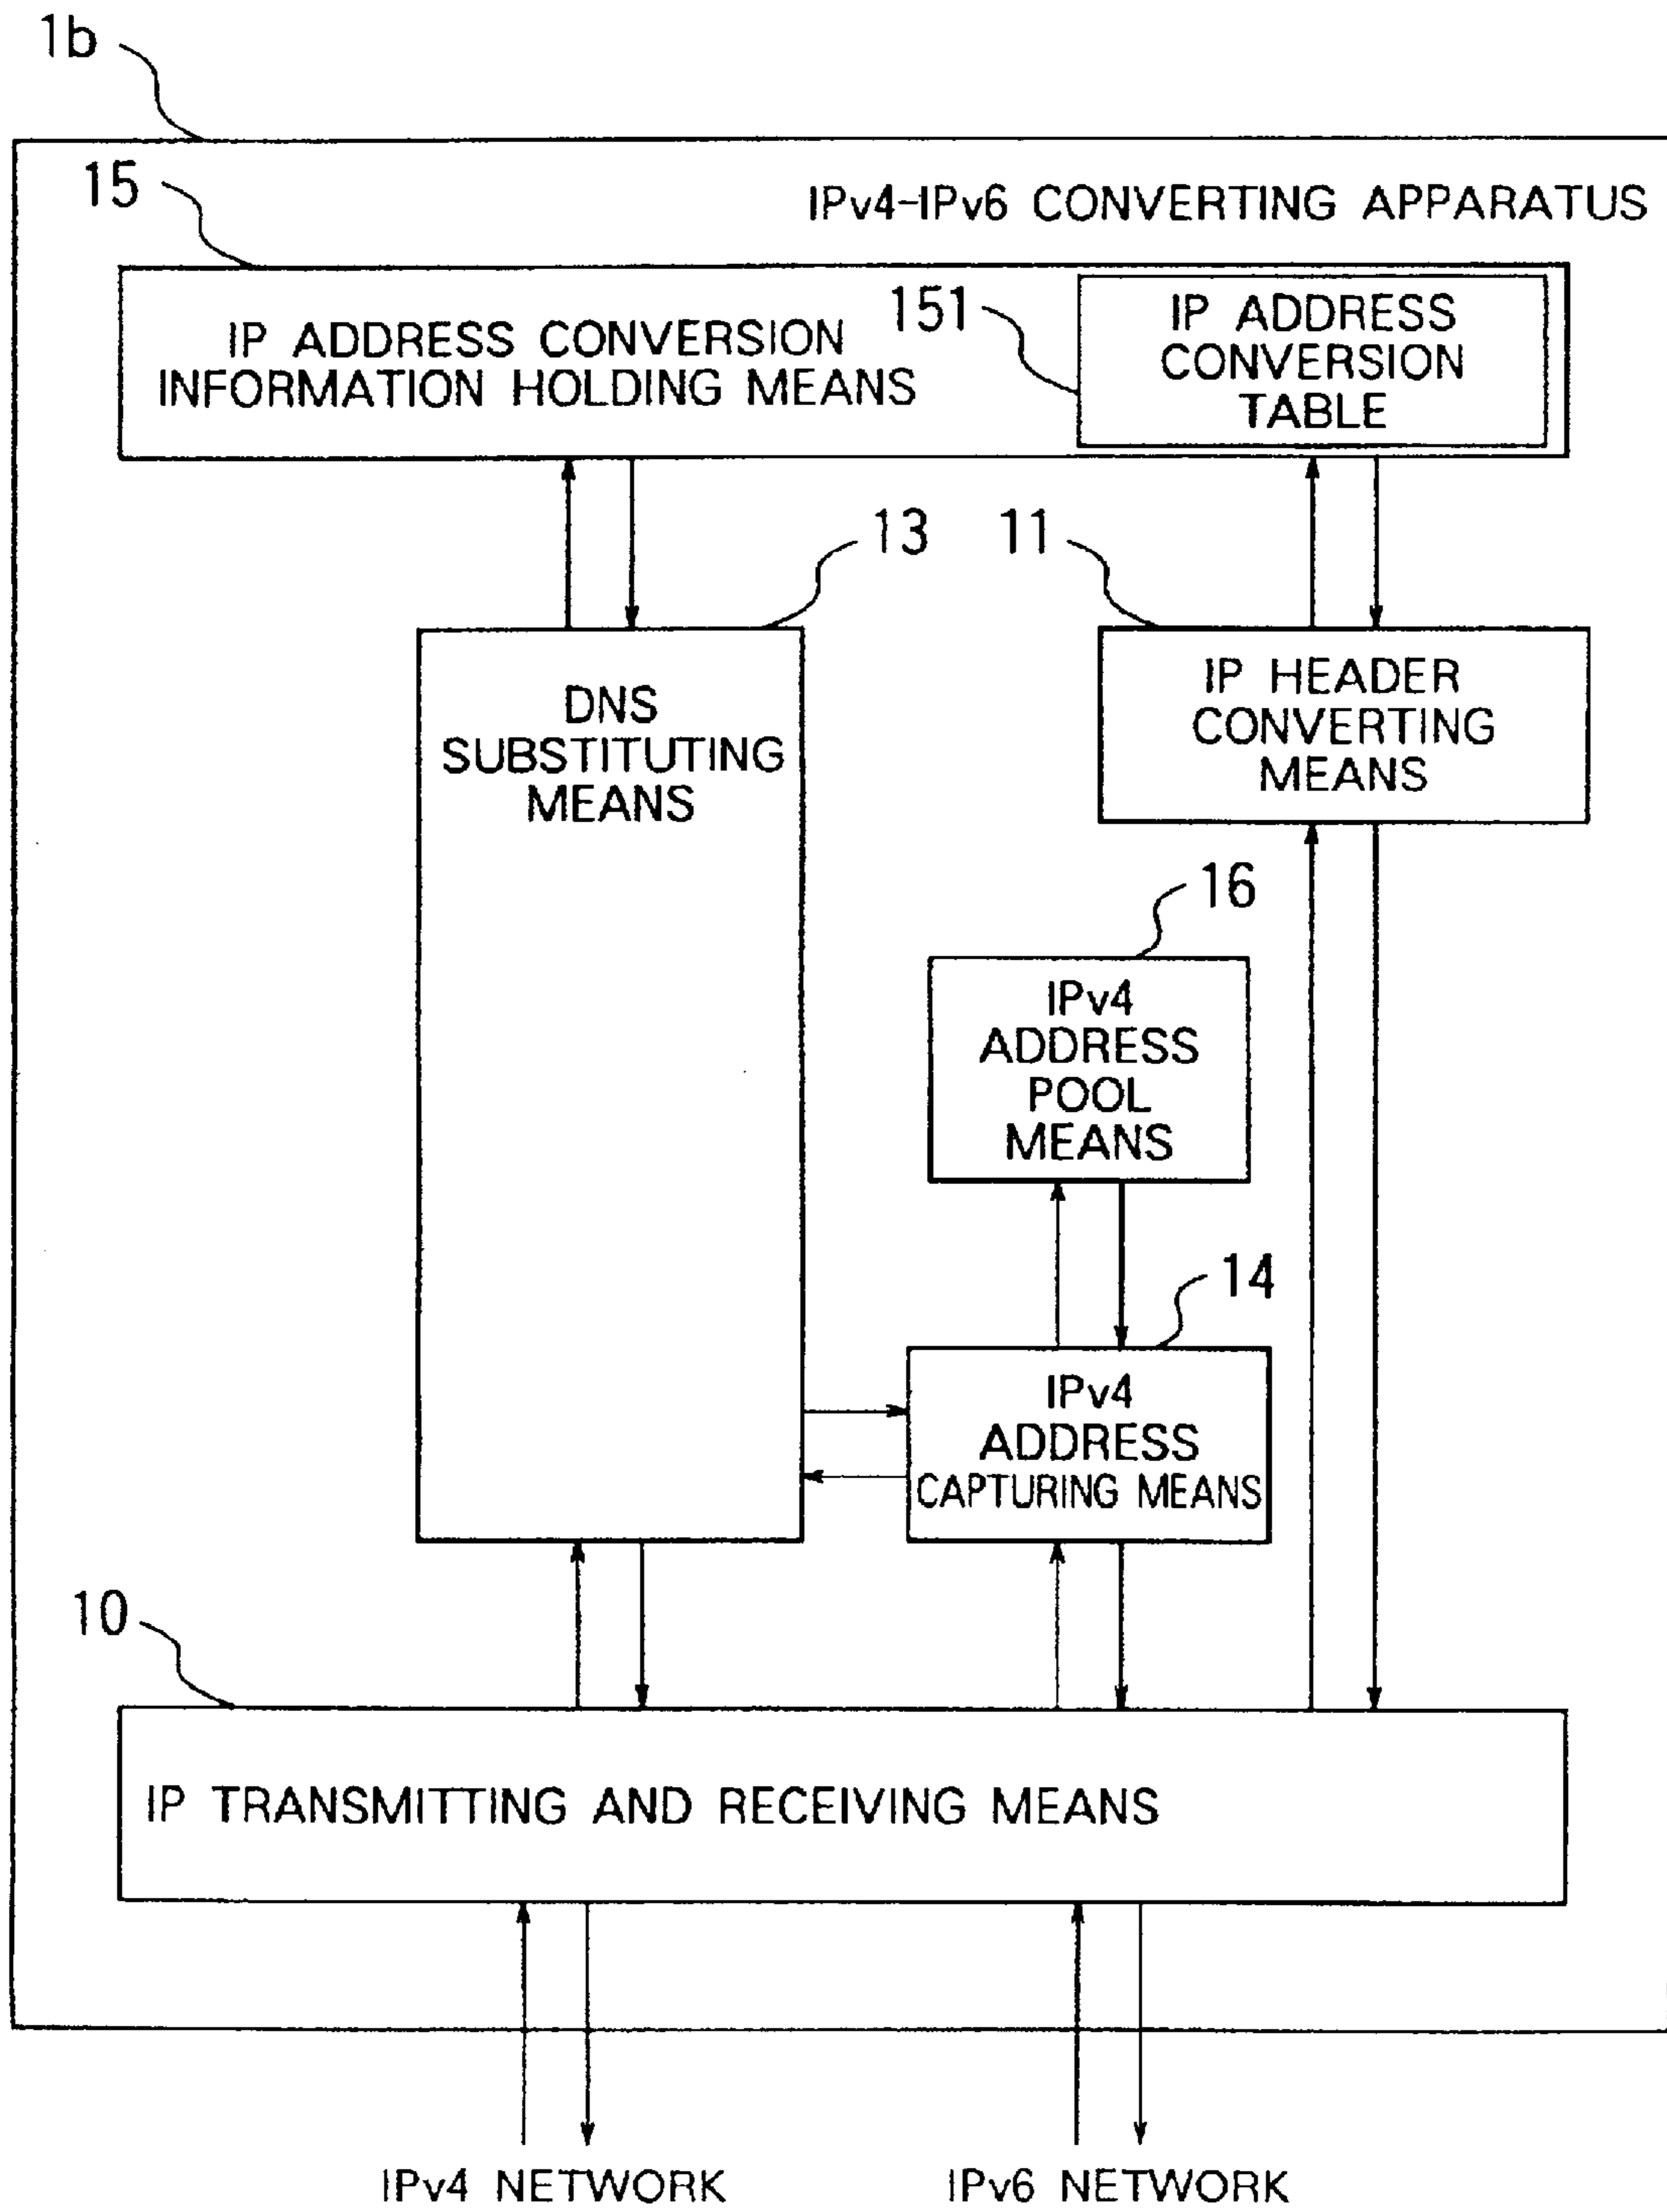 1b
15
IPv4-IPv6 CONVERTING APPARATUS
IP ADDRESS CONVERSION
INFORMATION HOLDING MEANS
151
IP ADDRESS
CONVERSION
TABLE
13
11
DNS
SUBSTITUTING
MEANS
IP HEADER
CONVERTING
MEANS
16
IPv4
ADDRESS
POOL
MEANS
14
IPv4
ADDRESS
CAPTURING MEANS
10
IP TRANSMITTING AND RECEIVING MEANS
IPv4 NETWORK
IPv6 NETWORK